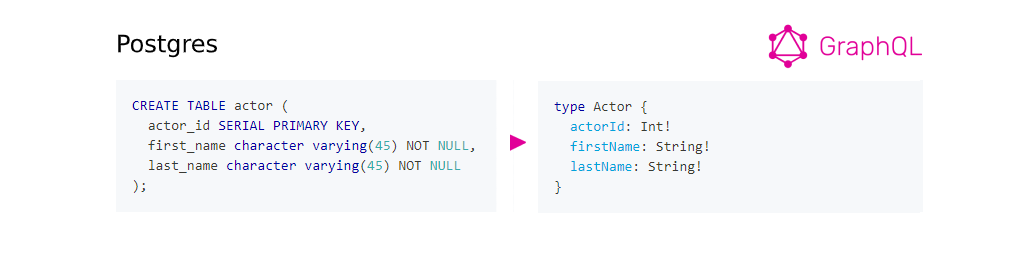 Postgres
GraphQL
CREATE TABLE actor (
  actor_id SERIAL PRIMARY KEY,
  first_name character varying(45) NOT NULL,
  last_name character varying(45) NOT NULL
);
type Actor {
  actorId: Int!
  firstName: String!
  lastName: String!
}